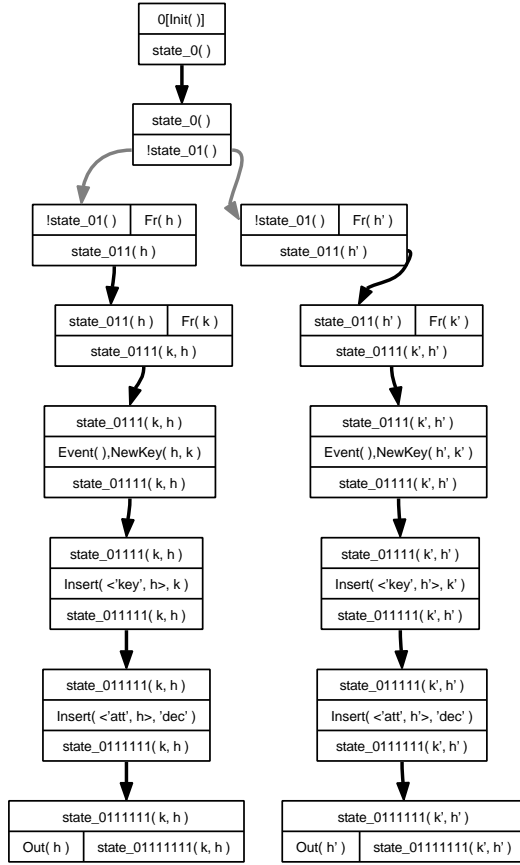 0[Init( )]
state_0( )
state_0( )
!state_01( )
!state_01( ) Fr( h ) !state_01( ) Fr( h' )
state_011( h ) state_011( h' )
state_011( h ) Fr( k ) state_011( h' ) Fr( k' )
state_0111( k, h ) state_0111( k', h' )
state_0111( k, h ) state_0111( k', h' )
Event( ),NewKey( h, k ) Event( ),NewKey( h', k' )
state_01111( k, h ) state_01111( k', h' )
state_01111( k, h ) state_01111( k', h' )
Insert( <'key', h>, k ) Insert( <'key', h'>, k' )
state_011111( k, h ) state_011111( k', h' )
state_011111( k, h ) state_011111( k', h' )
Insert( <'att', h>, 'dec' ) Insert( <'att', h'>, 'dec' )
state_0111111( k, h ) state_0111111( k', h' )
state_0111111( k, h ) state_0111111( k', h' )
Out( h ) state_01111111( k, h ) Out( h' ) state_01111111( k', h' )